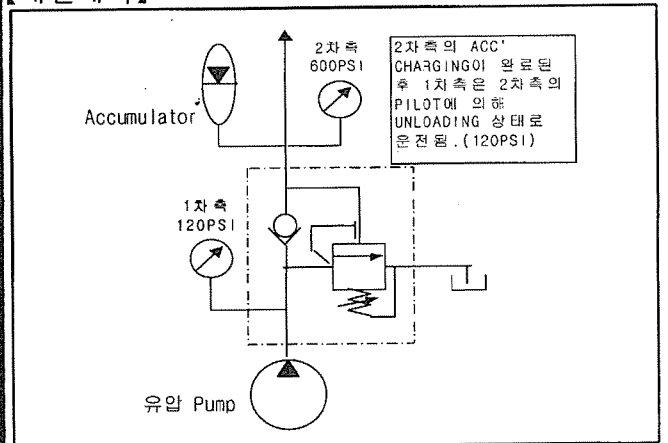 2차측
600PSI
2차측의 ACC'
CHARGING이 완료된
후 1차측은 2차측의
PILOT에 의해
UNLOADING 상태로
운전됨.(120PSI)
Accumulator
1차측
120PSI
유압 Pump